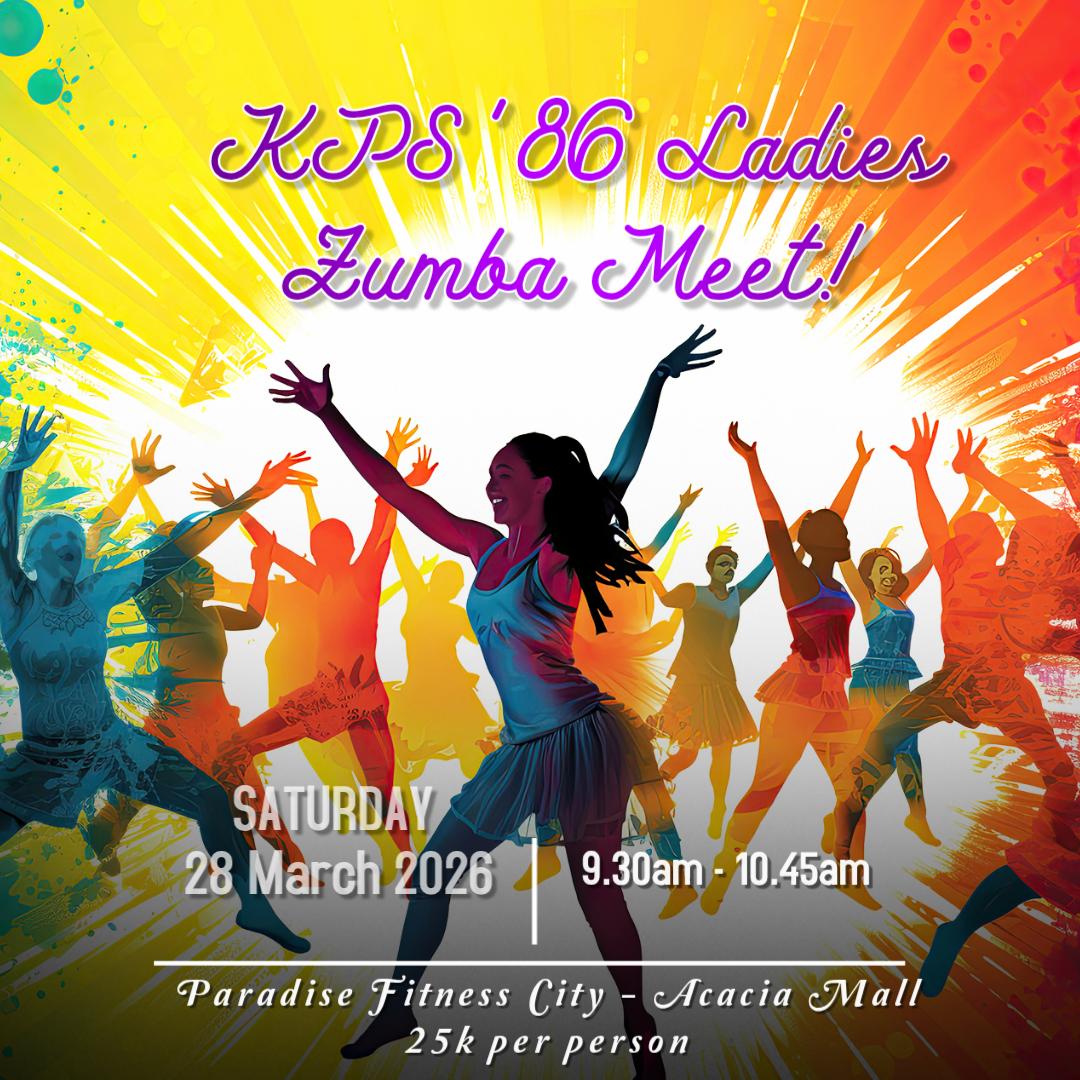 KPS '86 Ladies
Zumba Meet!
SATURDAY
28 March 2026
9.30am - 10.45am
Paradise Fitness City - Acacia Mall
25k per person